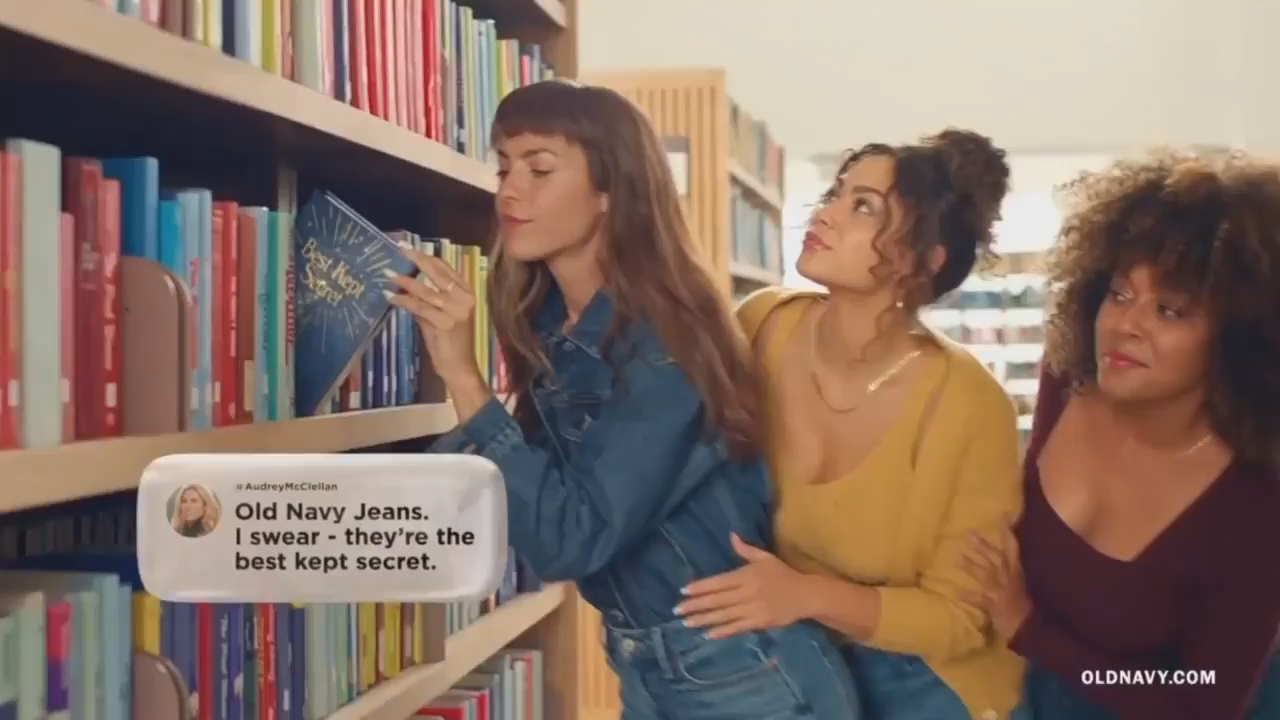 Best Kept
Secret
@AudreyMcClellan
Old Navy Jeans.
I swear - they're the
best kept secret.
OLDNAVY.COM